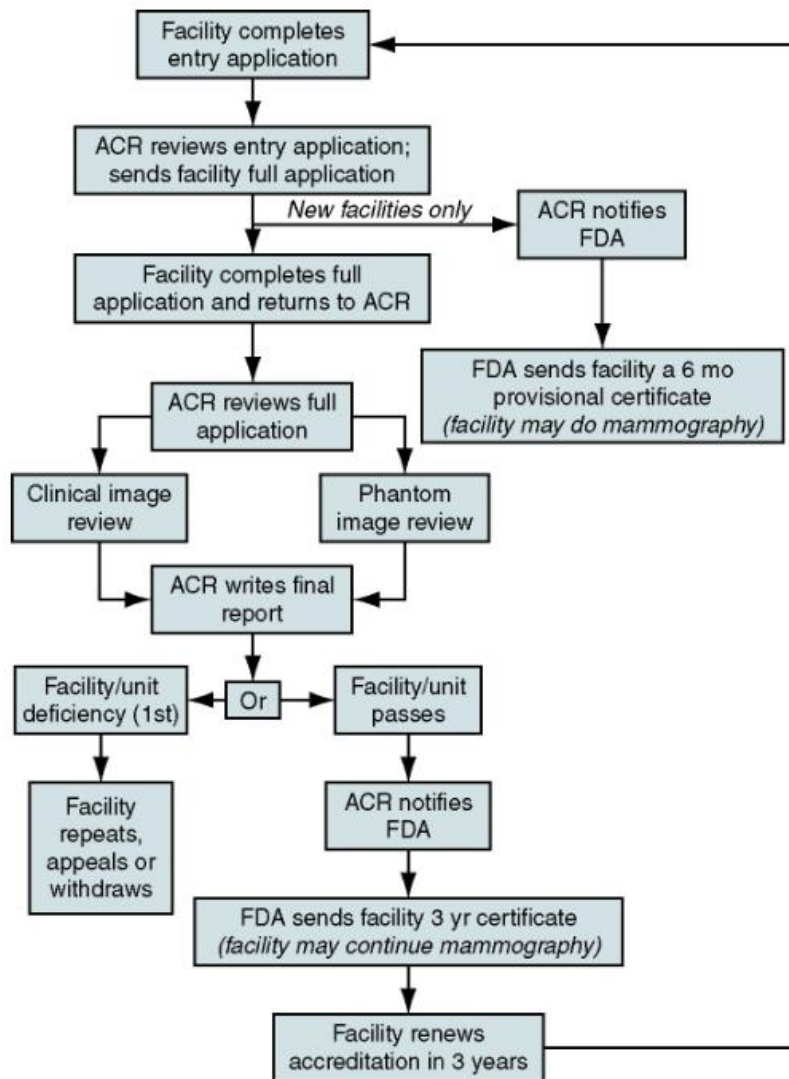 Facility completes
entry application
ACR reviews entry application;
sends facility full application
New facilities only
ACR notifies
FDA
Facility completes full
application and returns to ACR
FDA sends facility a 6 mo
provisional certificate
(facility may do mammography)
ACR reviews full
application
Clinical image
review
Phantom
image review
ACR writes final
report
Facility/unit
deficiency (1st)
Or
Facility/unit
passes
Facility
repeats,
appeals or
withdraws
ACR notifies
FDA
FDA sends facility 3 yr certificate
(facility may continue mammography)
Facility renews
accreditation in 3 years